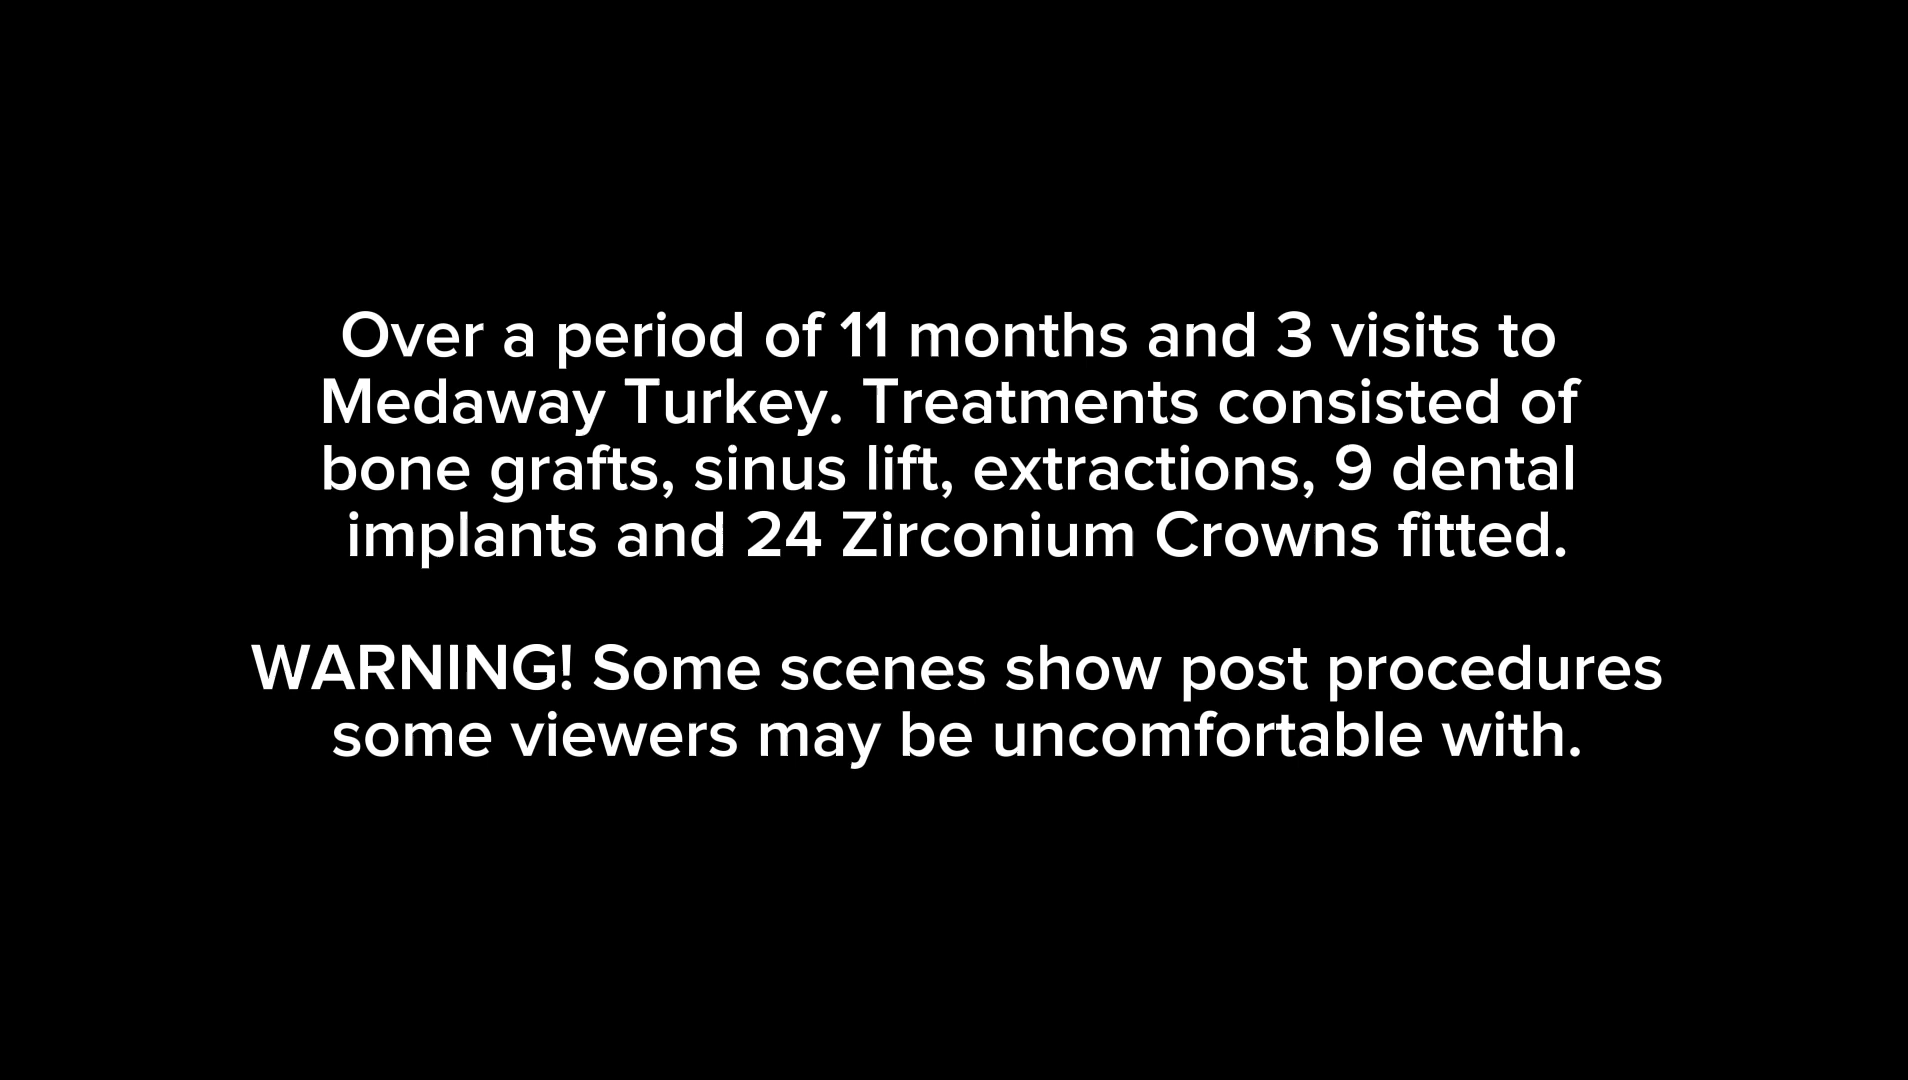 Over a period of 11 months and 3 visits to
Medaway Turkey. Treatments consisted of
bone grafts, sinus lift, extractions, 9 dental
implants and 24 Zirconium Crowns fitted.
WARNING! Some scenes show post procedures
some viewers may be uncomfortable with.